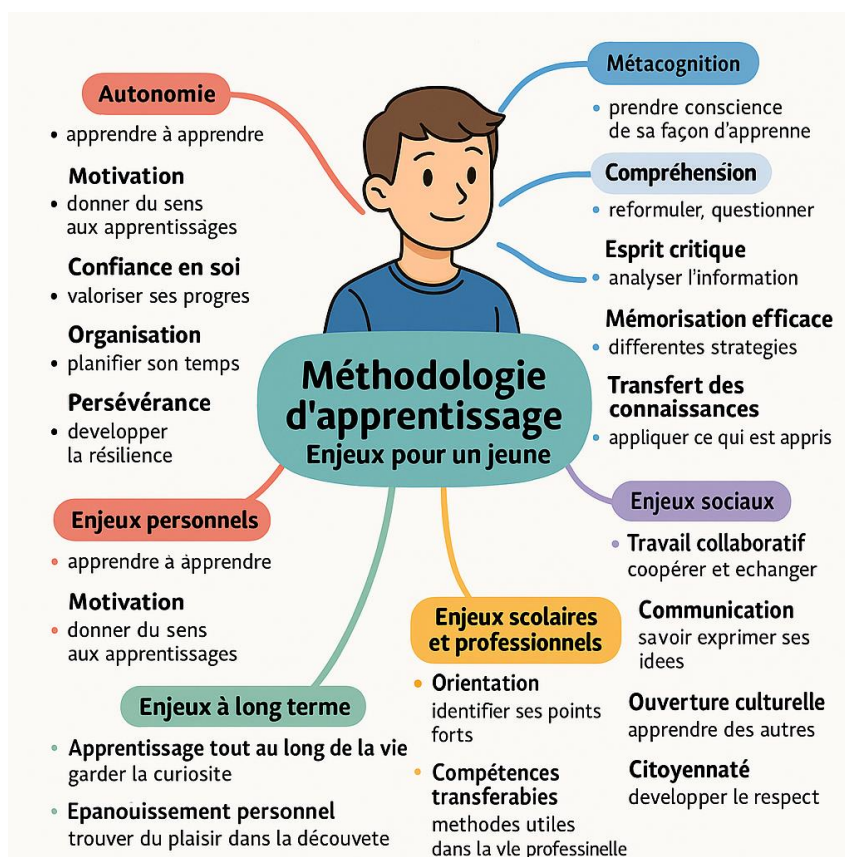 Méthodologie
d'apprentissage
Enjeux pour un jeune
Autonomie
• apprendre à apprendre
Motivation
• donner du sens
aux apprentissages
Confiance en soi
• valoriser ses progres
Organisation
• planifier son temps
Persévérance
• developper
la résilience
Enjeux personnels
• apprendre à apprendre
Motivation
• donner du sens
aux apprentissages
Enjeux à long terme
• Apprentissage tout au long de la vie
garder la curiosite
• Epanouissement personnel
trouver du plaisir dans la découvete
Métacognition
• prendre conscience
de sa façon d'apprenne
Compréhension
• reformuler, questionner
Esprit critique
• analyser l'information
Mémorisation efficace
• differentes strategies
Transfert des
connaissances
• appliquer ce qui est appris
Enjeux sociaux
• Travail collaboratif
coopérer et echanger
Communication
savoir exprimer ses
idees
Ouverture culturelle
apprendre des autres
Citoyennaté
developper le respect
Enjeux scolaires
et professionnels
• Orientation
identifier ses points
forts
• Compétences
transferabies
methodes utiles
dans la vle professinelle